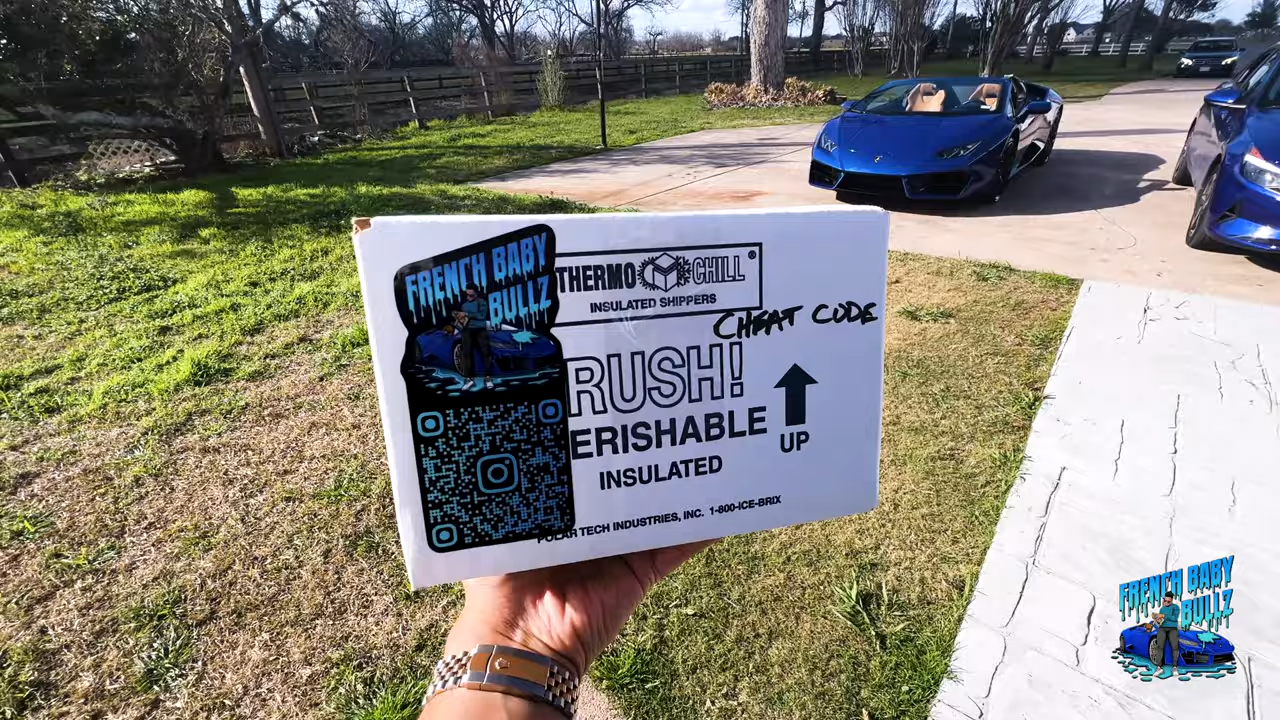 FRENCH BABY
BULLZ
THERMO CHILL®
INSULATED SHIPPERS
CHEAT CODE
RUSH!
ERISHABLE
UP
INSULATED
POLAR TECH INDUSTRIES, INC. 1-800-ICE-BRIX
FRENCH BABY
BULLZ